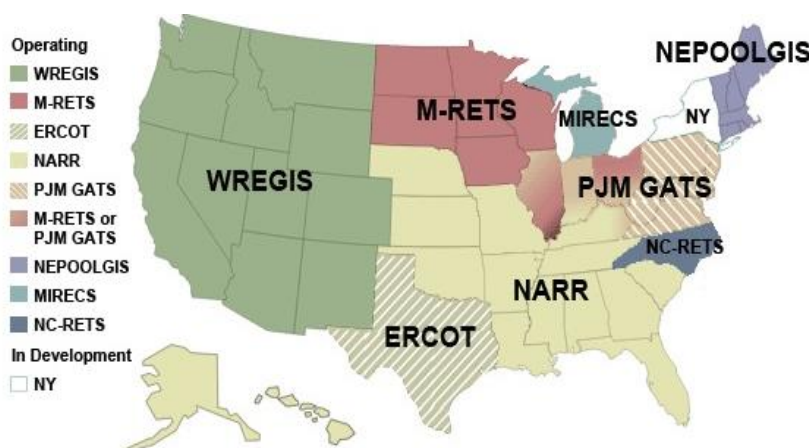 Operating
WREGIS
M-RETS
ERCOT
NARR
PJM GATS
M-RETS or
PJM GATS
NEPOOLGIS
MIRECS
NC-RETS
In Development
NY
NEPOOLGIS
M-RETS
MIRECS
NY
WREGIS
PJM GATS
NC-RETS
NARR
ERCOT